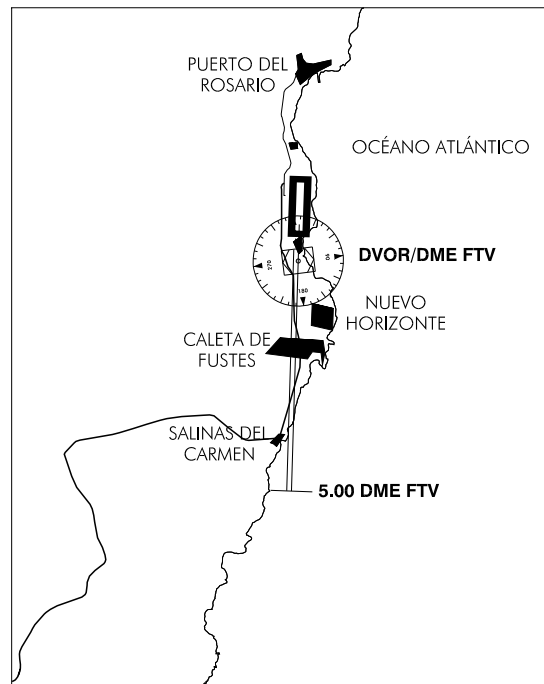 PUERTO DEL
ROSARIO
OCÉANO ATLÁNTICO
DVOR/DME FTV
270
90
180
NUEVO
HORIZONTE
CALETA DE
FUSTES
SALINAS DEL
CARMEN
5.00 DME FTV